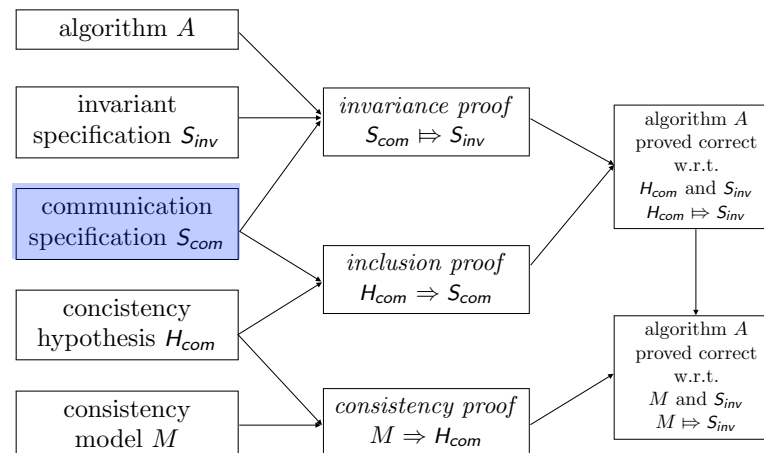 algorithm A
invariant
specification S_inv
communication
specification S_com
concistency
hypothesis H_com
consistency
model M
invariance proof
S_com ⤇ S_inv
inclusion proof
H_com ⇒ S_com
consistency proof
M ⇒ H_com
algorithm A
proved correct
w.r.t.
H_com and S_inv
H_com ⤇ S_inv
algorithm A
proved correct
w.r.t.
M and S_inv
M ⤇ S_inv